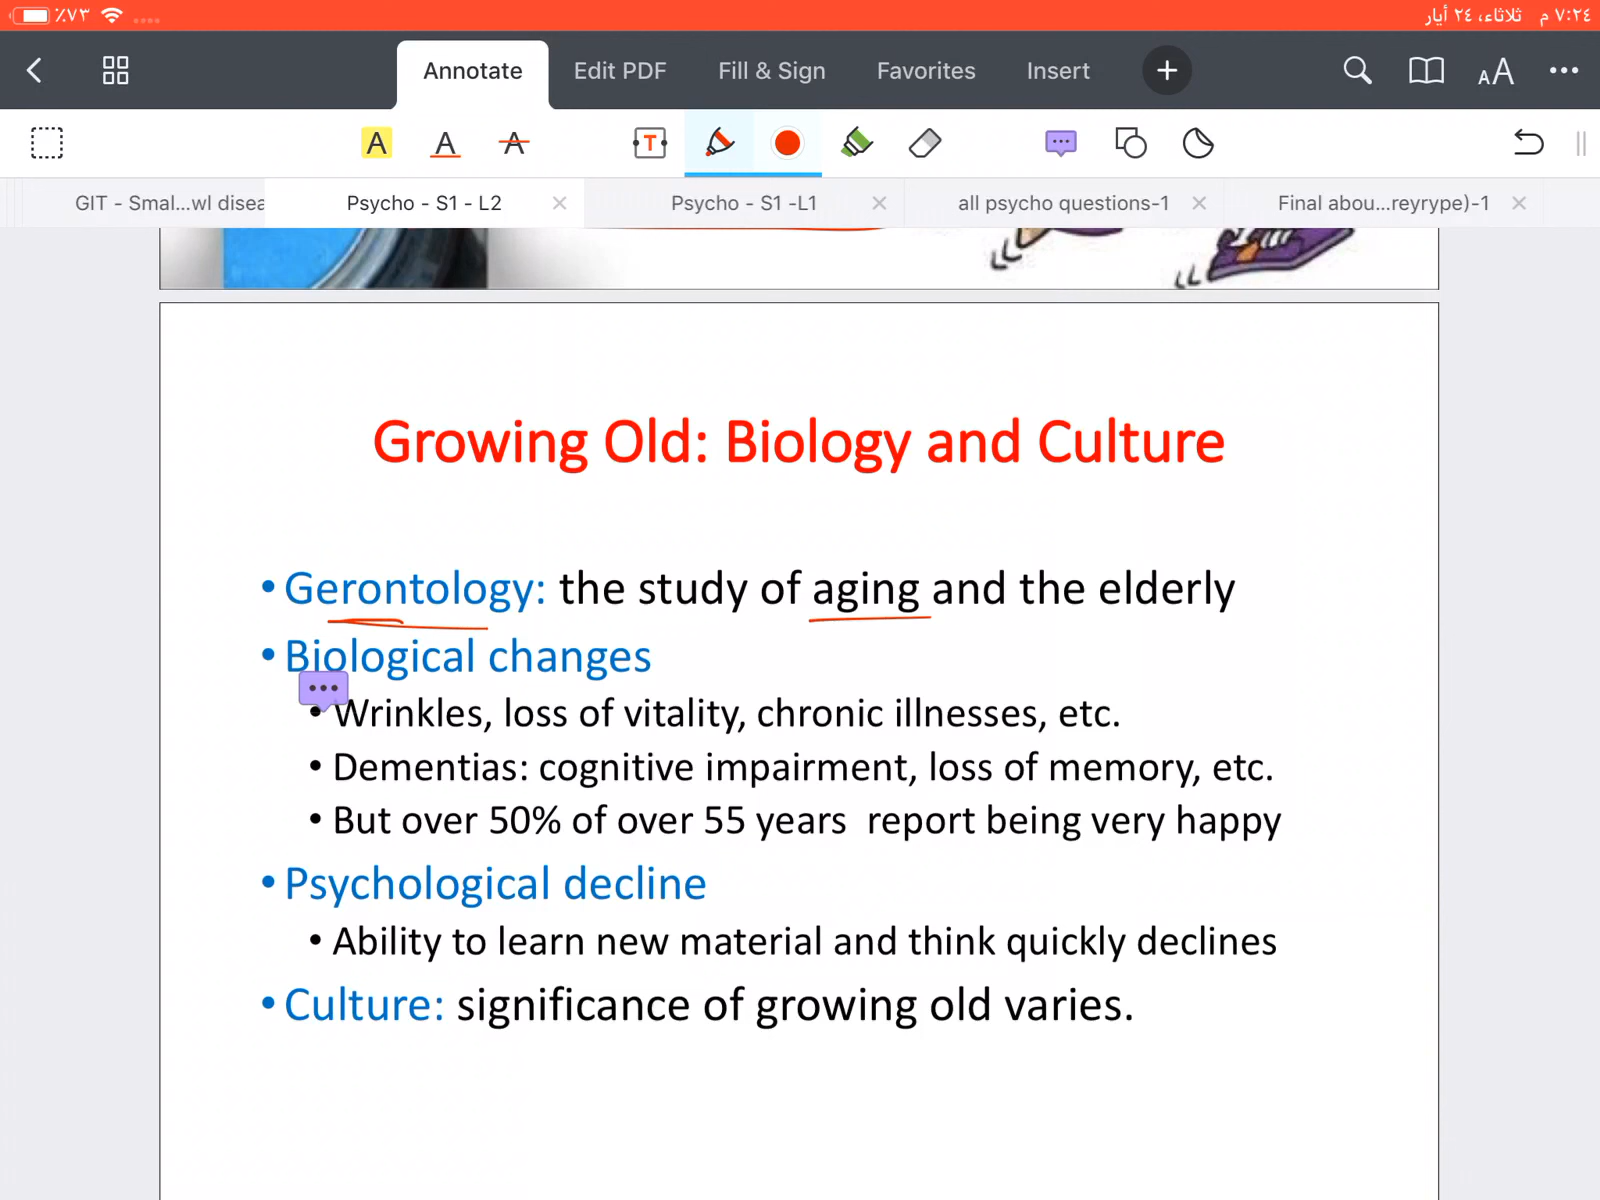 ٪٧٣ ٧:٢٤ م ثلاثاء، ٢٤ أيار
Annotate Edit PDF Fill & Sign Favorites Insert
A A A T AA
GIT - Smal...wl disea Psycho - S1 - L2 Psycho - S1 -L1 all psycho questions-1 Final abou...reyrype)-1
Growing Old: Biology and Culture
• Gerontology: the study of aging and the elderly
• Biological changes
• Wrinkles, loss of vitality, chronic illnesses, etc.
• Dementias: cognitive impairment, loss of memory, etc.
• But over 50% of over 55 years report being very happy
• Psychological decline
• Ability to learn new material and think quickly declines
• Culture: significance of growing old varies.